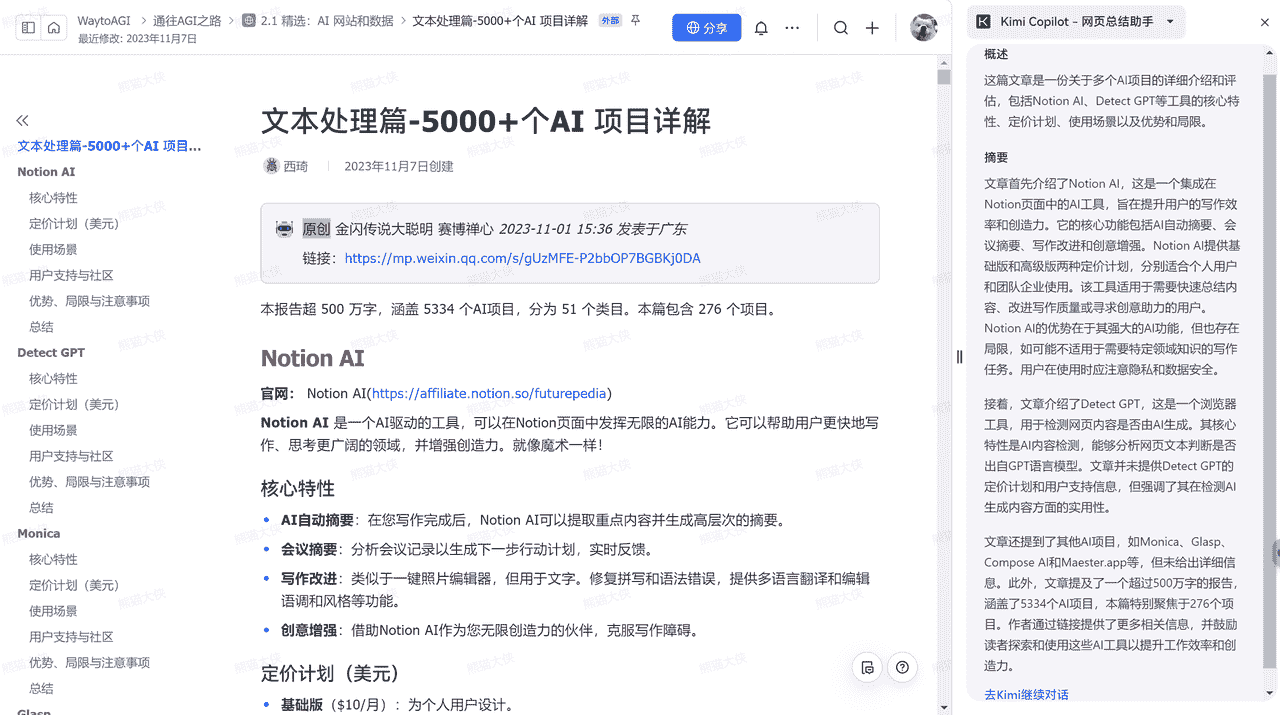 WaytoAGI > 通往AGI之路 > 2.1 精选：AI 网站和数据 > 文本处理篇-5000+个AI 项目详解 外部
最近修改: 2023年11月7日
分享
文本处理篇-5000+个AI 项目...
Notion AI
核心特性
定价计划（美元）
使用场景
用户支持与社区
优势、局限与注意事项
总结
Detect GPT
核心特性
定价计划（美元）
使用场景
用户支持与社区
优势、局限与注意事项
总结
Monica
核心特性
定价计划（美元）
使用场景
用户支持与社区
优势、局限与注意事项
总结
Glasp
文本处理篇-5000+个AI 项目详解
西琦
2023年11月7日创建
原创 金闪传说大聪明 赛博禅心 2023-11-01 15:36 发表于广东
链接：https://mp.weixin.qq.com/s/gUzMFE-P2bbOP7BGBKj0DA
本报告超 500 万字，涵盖 5334 个AI项目，分为 51 个类目。本篇包含 276 个项目。
Notion AI
官网： Notion AI(https://affiliate.notion.so/futurepedia)
Notion AI 是一个AI驱动的工具，可以在Notion页面中发挥无限的AI能力。它可以帮助用户更快地写
作、思考更广阔的领域，并增强创造力。就像魔术一样！
核心特性
• AI自动摘要：在您写作完成后，Notion AI可以提取重点内容并生成高层次的摘要。
• 会议摘要：分析会议记录以生成下一步行动计划，实时反馈。
• 写作改进：类似于一键照片编辑器，但用于文字。修复拼写和语法错误，提供多语言翻译和编辑
语调和风格等功能。
• 创意增强：借助Notion AI作为您无限创造力的伙伴，克服写作障碍。
定价计划（美元）
• 基础版（$10/月）：为个人用户设计。
熊猫大侠
Kimi Copilot - 网页总结助手
概述
这篇文章是一份关于多个AI项目的详细介绍和评
估，包括Notion AI、Detect GPT等工具的核心特
性、定价计划、使用场景以及优势和局限。
摘要
文章首先介绍了Notion AI，这是一个集成在
Notion页面中的AI工具，旨在提升用户的写作效
率和创造力。它的核心功能包括AI自动摘要、会
议摘要、写作改进和创意增强。Notion AI提供基
础版和高级版两种定价计划，分别适合个人用户
和团队企业使用。该工具适用于需要快速总结内
容、改进写作质量或寻求创意助力的用户。
Notion AI的优势在于其强大的AI功能，但也存在
局限，如可能不适用于需要特定领域知识的写作
任务。用户在使用时应注意隐私和数据安全。
接着，文章介绍了Detect GPT，这是一个浏览器
工具，用于检测网页内容是否由AI生成。其核心
特性是AI内容检测，能够分析网页文本判断是否
出自GPT语言模型。文章并未提供Detect GPT的
定价计划和用户支持信息，但强调了其在检测AI
生成内容方面的实用性。
文章还提到了其他AI项目，如Monica、Glasp、
Compose AI和Maester.app等，但未给出详细信
息。此外，文章提及了一个超过500万字的报告，
涵盖了5334个AI项目，本篇特别聚焦于276个项
目。作者通过链接提供了更多相关信息，并鼓励
读者探索和使用这些AI工具以提升工作效率和创
造力。
去Kimi继续对话